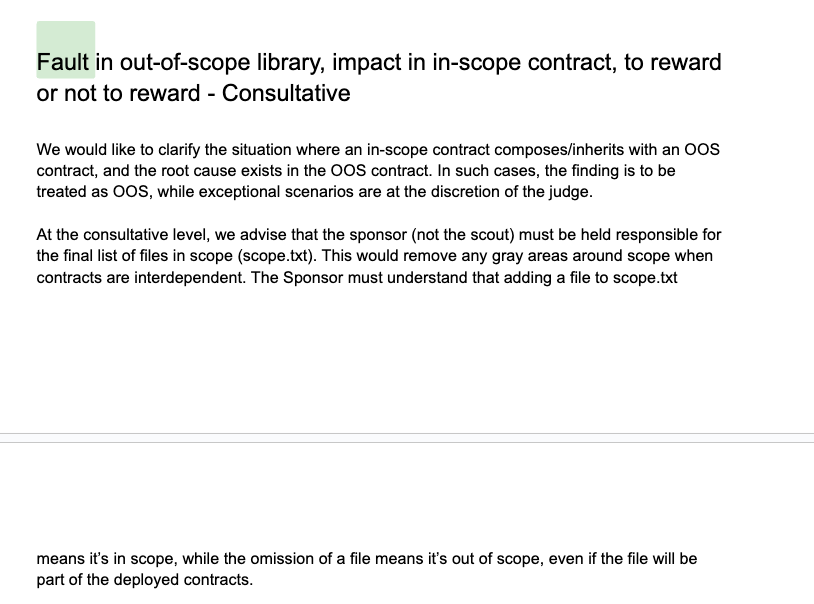 Fault in out-of-scope library, impact in in-scope contract, to reward
or not to reward - Consultative
We would like to clarify the situation where an in-scope contract composes/inherits with an OOS
contract, and the root cause exists in the OOS contract. In such cases, the finding is to be
treated as OOS, while exceptional scenarios are at the discretion of the judge.
At the consultative level, we advise that the sponsor (not the scout) must be held responsible for
the final list of files in scope (scope.txt). This would remove any gray areas around scope when
contracts are interdependent. The Sponsor must understand that adding a file to scope.txt
means it’s in scope, while the omission of a file means it’s out of scope, even if the file will be
part of the deployed contracts.